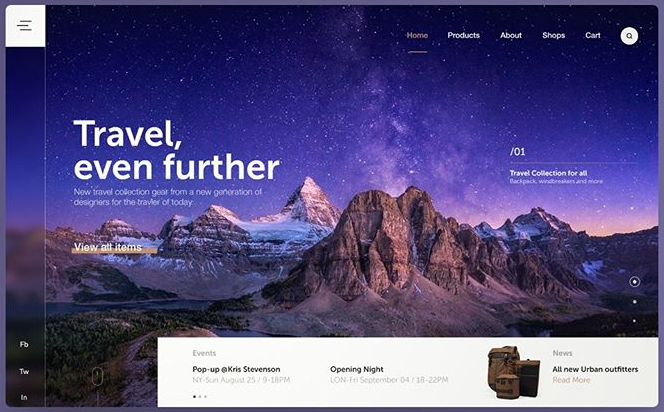 Home Products About Shops Cart
Travel,
even further
New travel collection gear from a new generation of
designers for the travler of today
View all items
/01
Travel Collection for all
Backpack, windbreakers and more
Fb
Tw
In
Events
Pop-up @Kris Stevenson
NY-Sun August 25 / 9-18PM
Opening Night
LON-Fri September 04 / 18-22PM
News
All new Urban outfitters
Read More